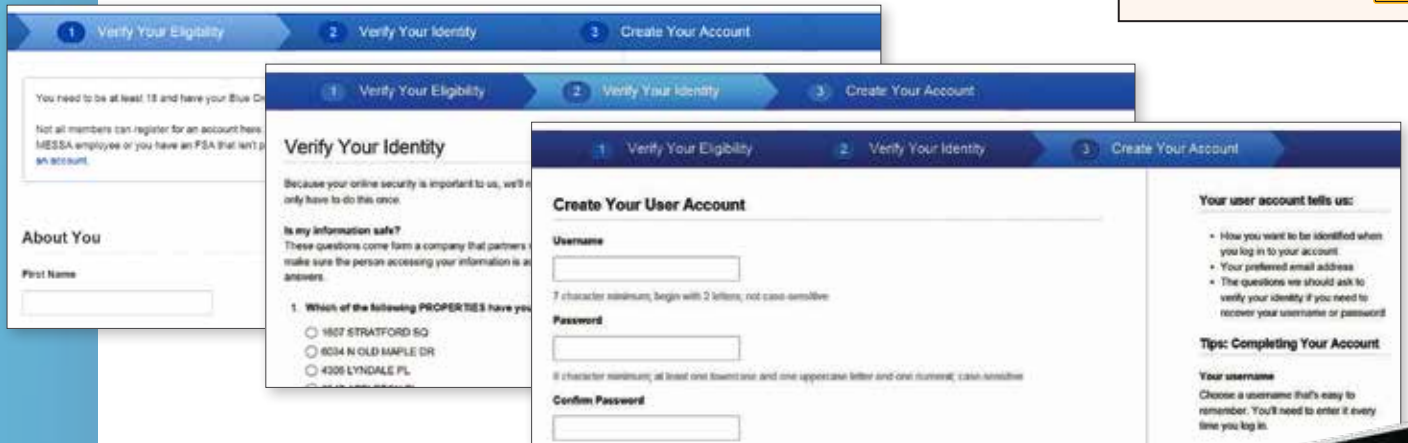 1 Verify Your Eligibility 2 Verify Your Identity 3 Create Your Account
You need to be at least 18 and have your Blue
Not all members can register for an account here.
MESSA employee or you have an FSA that isn't
an account.
About You
First Name
1 Verify Your Eligibility 2 Verify Your Identity 3 Create Your Account
Verify Your Identity
Because your online security is important to us, we'll
only have to do this once.
Is my information safe?
These questions come form a company that partners
make sure the person accessing your information is
answers.
1. Which of the following PROPERTIES have you
1607 STRATFORD SQ
6034 N OLD MAPLE DR
4306 LYNDALE PL
1 Verify Your Eligibility 2 Verify Your Identity 3 Create Your Account
Create Your User Account
Username
7 character minimum; begin with 2 letters; not case-sensitive
Password
8 character minimum; at least one lowercase and one uppercase letter and one numeral; case-sensitive
Confirm Password
Your user account tells us:
• How you want to be identified when
you log in to your account
• Your preferred email address
• The questions we should ask to
verify your identity if you need to
recover your username or password
Tips: Completing Your Account
Your username
Choose a username that's easy to
remember. You'll need to enter it every
time you log in.